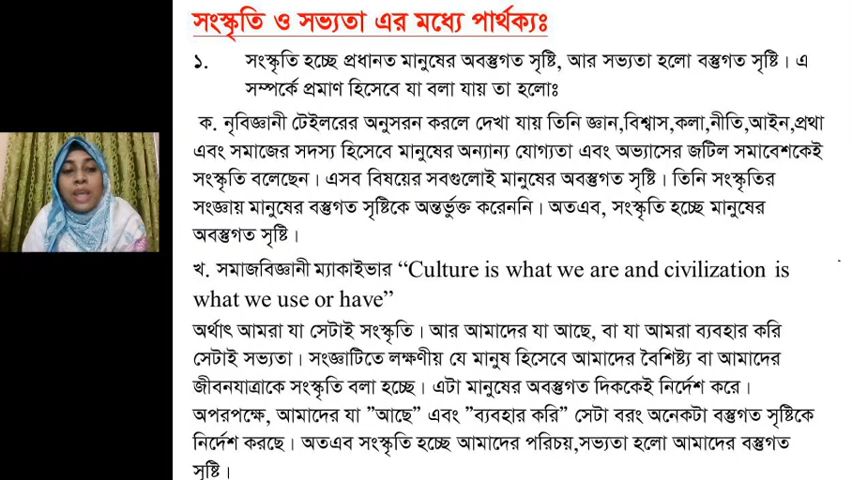 সংস্কৃতি ও সভ্যতা এর মধ্যে পার্থক্যঃ
১. সংস্কৃতি হচ্ছে প্রধানত মানুষের অবস্তুগত সৃষ্টি, আর সভ্যতা হলো বস্তুগত সৃষ্টি। এ
সম্পর্কে প্রমাণ হিসেবে যা বলা যায় তা হলোঃ
ক. নৃবিজ্ঞানী টেইলরের অনুসরন করলে দেখা যায় তিনি জ্ঞান,বিশ্বাস,কলা,নীতি,আইন,প্রথা
এবং সমাজের সদস্য হিসেবে মানুষের অন্যান্য যোগ্যতা এবং অভ্যাসের জটিল সমাবেশকেই
সংস্কৃতি বলেছেন। এসব বিষয়ের সবগুলোই মানুষের অবস্তুগত সৃষ্টি। তিনি সংস্কৃতির
সংজ্ঞায় মানুষের বস্তুগত সৃষ্টিকে অন্তর্ভুক্ত করেননি। অতএব, সংস্কৃতি হচ্ছে মানুষের
অবস্তুগত সৃষ্টি।
খ. সমাজবিজ্ঞানী ম্যাকাইভার “Culture is what we are and civilization is
what we use or have”
অর্থাৎ আমরা যা সেটাই সংস্কৃতি। আর আমাদের যা আছে, বা যা আমরা ব্যবহার করি
সেটাই সভ্যতা। সংজ্ঞাটিতে লক্ষণীয় যে মানুষ হিসেবে আমাদের বৈশিষ্ট্য বা আমাদের
জীবনযাত্রাকে সংস্কৃতি বলা হচ্ছে। এটা মানুষের অবস্তুগত দিককেই নির্দেশ করে।
অপরপক্ষে, আমাদের যা ”আছে” এবং ”ব্যবহার করি” সেটা বরং অনেকটা বস্তুগত সৃষ্টিকে
নির্দেশ করছে। অতএব সংস্কৃতি হচ্ছে আমাদের পরিচয়,সভ্যতা হলো আমাদের বস্তুগত
সৃষ্টি।